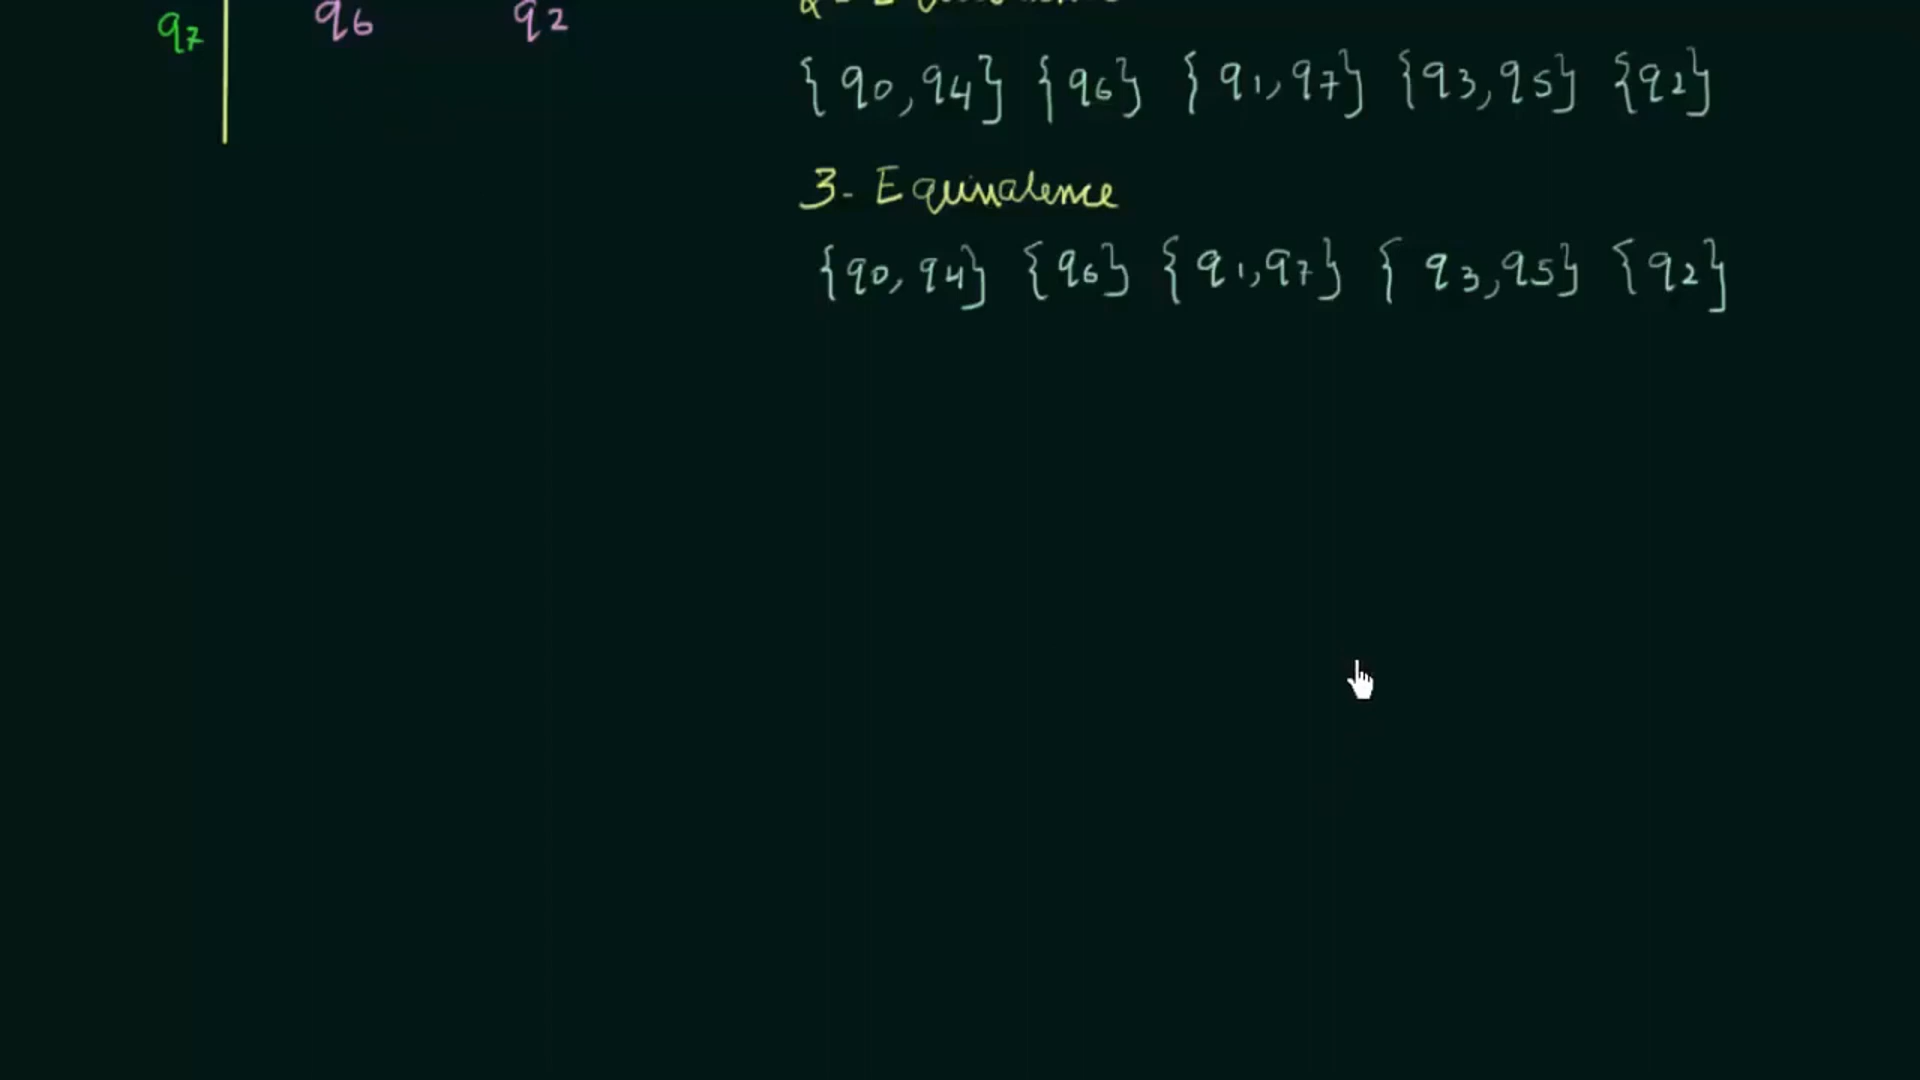 q7 q6 q2
{q0,q4} {q6} {q1,q7} {q3,q5} {q2}
3- Equivalence
{q0,q4} {q6} {q1,q7} {q3,q5} {q2}